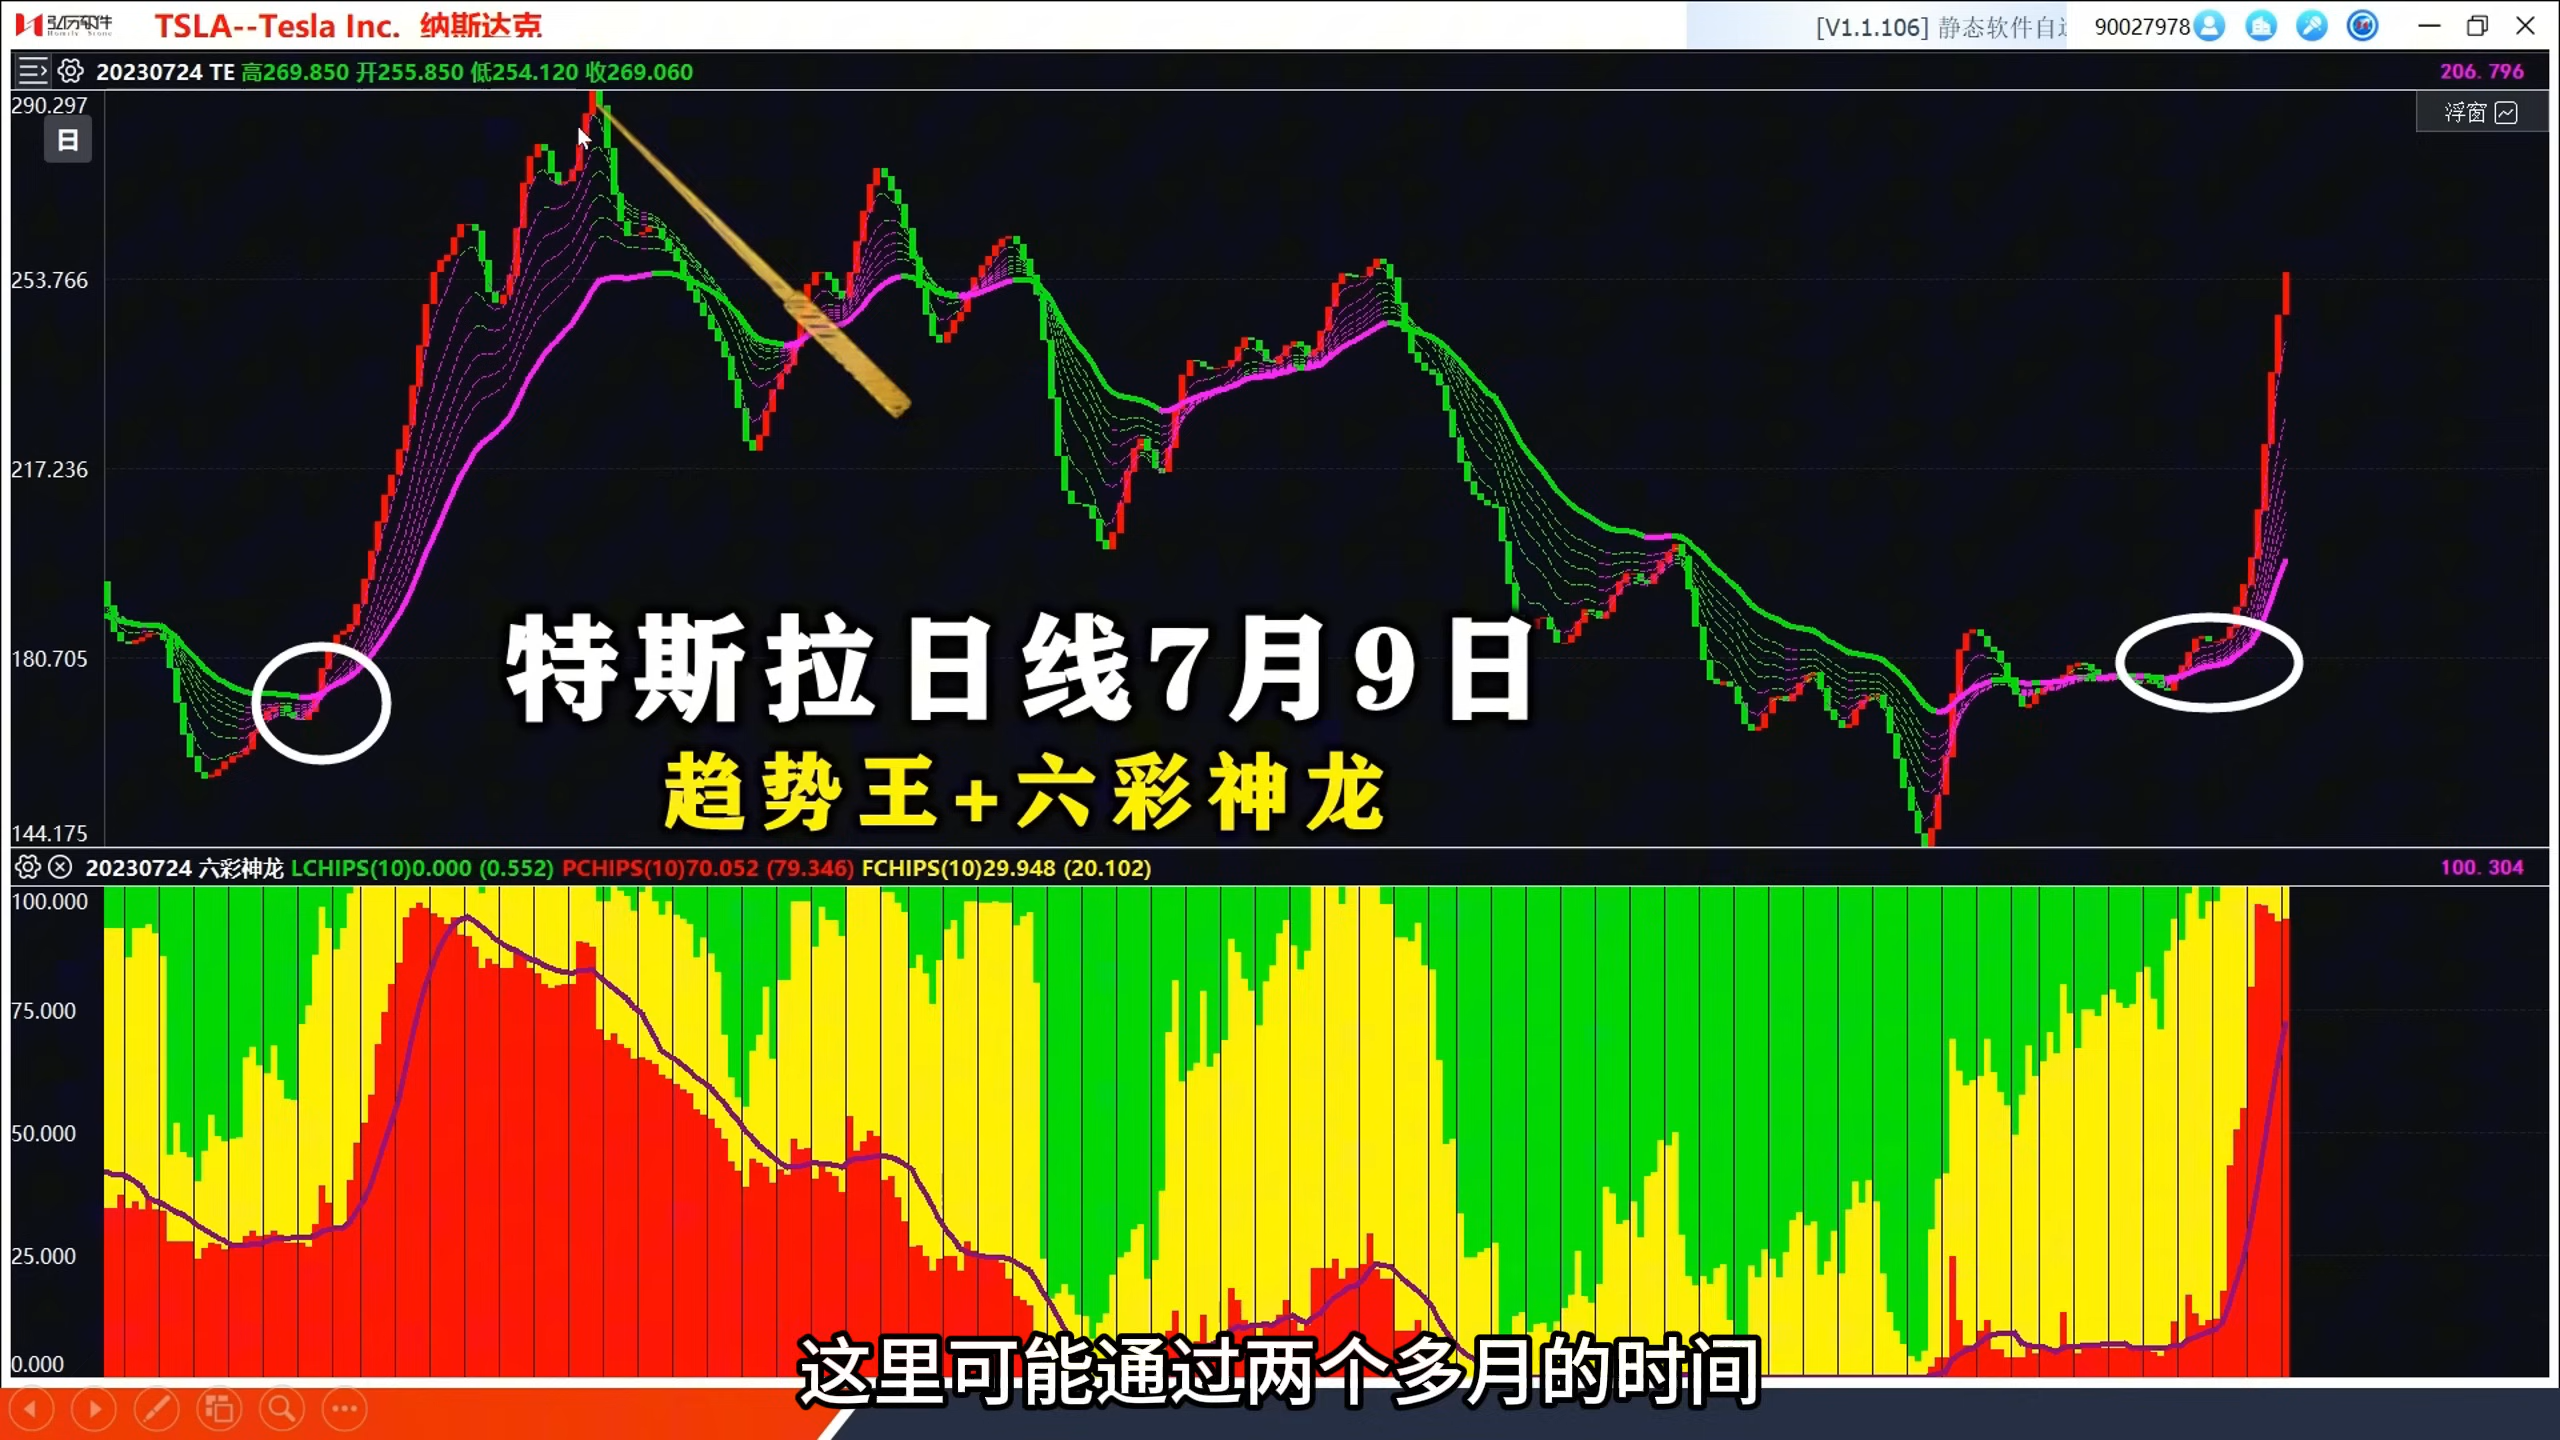 弘历软件 TSLA--Tesla Inc. 纳斯达克 [V1.1.106] 静态软件自 90027978
Homily Stone
20230724 TE 高269.850 开255.850 低254.120 收269.060 206.796
290.297
浮窗
日
253.766
217.236
特斯拉日线7月9日
180.705
趋势王+六彩神龙
144.175
20230724 六彩神龙 LCHIPS(10)0.000 (0.552) PCHIPS(10)70.052 (79.346) FCHIPS(10)29.948 (20.102) 100.304
100.000
75.000
50.000
25.000
0.000
这里可能通过两个多月的时间